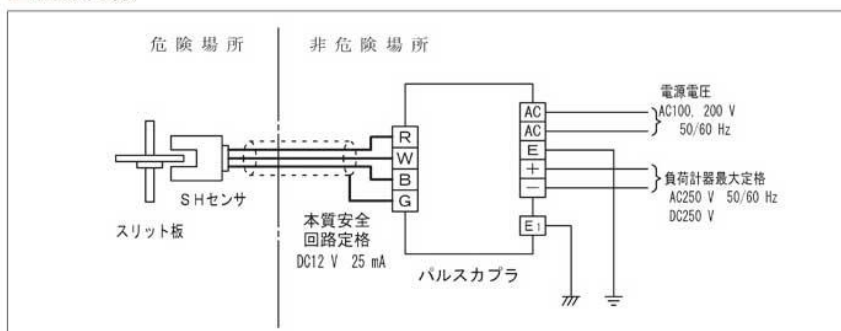 危険場所
非危険場所
スリット板
SHセンサ
本質安全
回路定格
DC12 V 25 mA
R
W
B
G
パルスカプラ
AC
AC
E
+
−
E1
電源電圧
AC100, 200 V
50/60 Hz
負荷計器最大定格
AC250 V 50/60 Hz
DC250 V